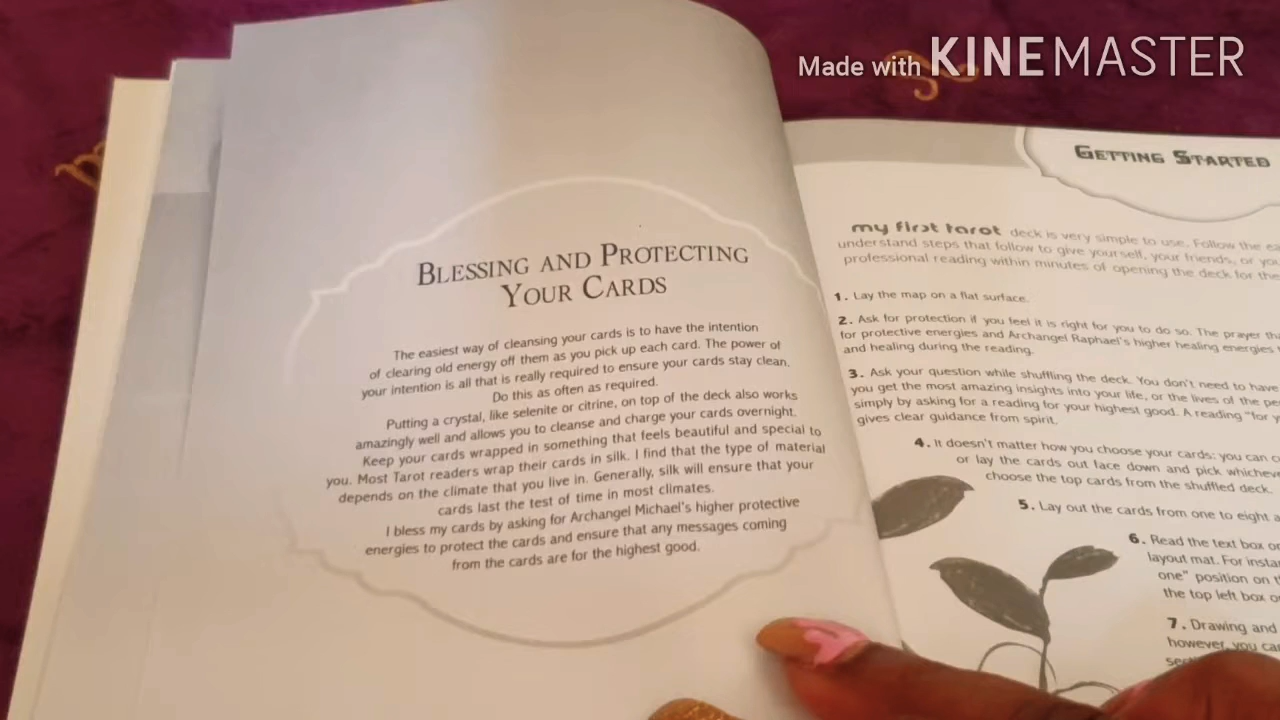 Made with KINEMASTER
BLESSING AND PROTECTING
YOUR CARDS
The easiest way of cleansing your cards is to have the intention
of clearing old energy off them as you pick up each card. The power of
your intention is all that is really required to ensure your cards stay clean.
Do this as often as required.
Putting a crystal, like selenite or citrine, on top of the deck also works
amazingly well and allows you to cleanse and charge your cards overnight.
Keep your cards wrapped in something that feels beautiful and special to
you. Most Tarot readers wrap their cards in silk. I find that the type of material
depends on the climate that you live in. Generally, silk will ensure that your
cards last the test of time in most climates.
I bless my cards by asking for Archangel Michael's higher protective
energies to protect the cards and ensure that any messages coming
from the cards are for the highest good.
GETTING STARTED
my first tarot deck is very simple to use. Follow the
understand steps that follow to give yourself, your friends, or
professional reading within minutes of opening the deck for the
1. Lay the map on a flat surface.
2. Ask for protection if you feel it is right for you to do so. The prayer
for protective energies and Archangel Raphael's higher healing energies
and healing during the reading.
3. Ask your question while shuffling the deck. You don't need to have
you get the most amazing insights into your life, or the lives of the
simply by asking for a reading for your highest good. A reading "for
gives clear guidance from spirit.
4. It doesn't matter how you choose your cards: you can
or lay the cards out face down and pick
choose the top cards from the shuffled deck.
5. Lay out the cards from one to eight
6. Read the text box
layout mat. For
one" position on
the top left box
7. Drawing and
however, you